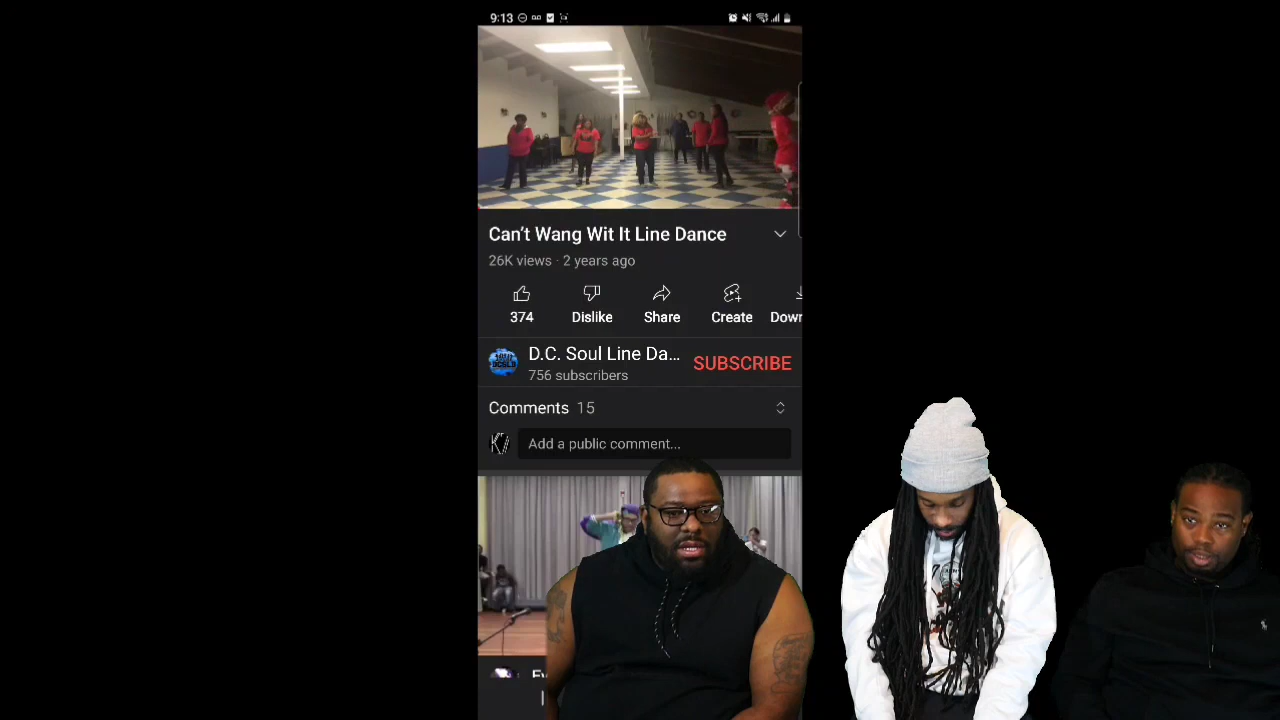 9:13
Can't Wang Wit It Line Dance
26K views · 2 years ago
374
Dislike
Share
Create
Down
D.C. Soul Line Da...
SUBSCRIBE
756 subscribers
Comments 15
Add a public comment...